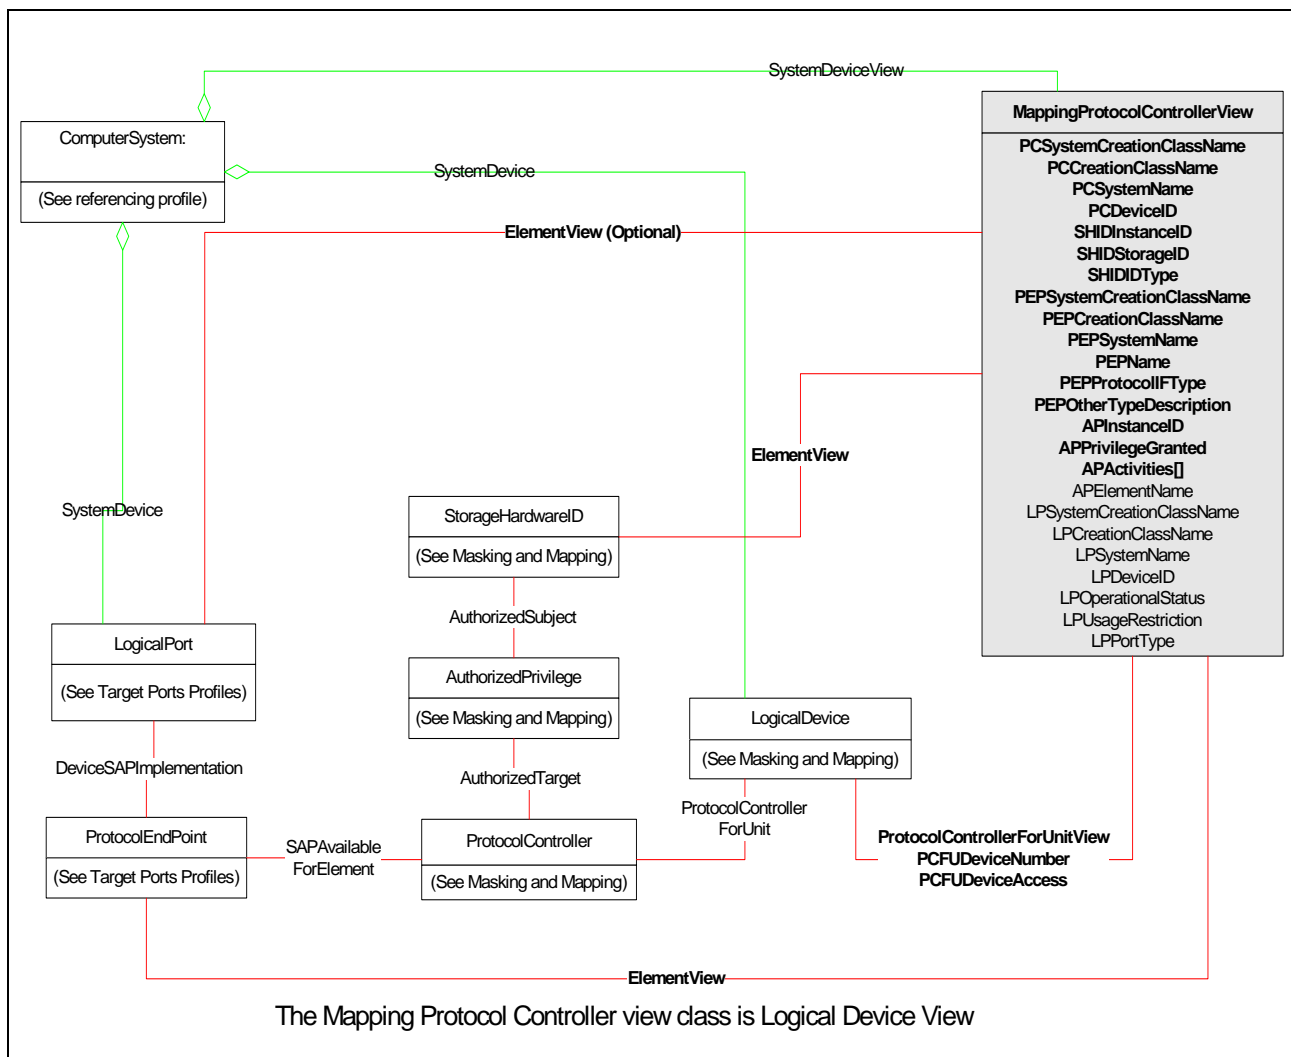 SystemDeviceView
MappingProtocolControllerView
PCSystemCreationClassName
PCCreationClassName
PCSystemName
PCDeviceID
SHIDInstanceID
SHIDStorageID
SHIDIDType
PEPSystemCreationClassName
PEPCreationClassName
PEPSystemName
PEPName
PEPProtocolIFType
PEPOtherTypeDescription
APInstanceID
APPrivilegeGranted
APActivities[]
APElementName
LPSystemCreationClassName
LPCreationClassName
LPSystemName
LPDeviceID
LPOperationalStatus
LPUsageRestriction
LPPortType
ComputerSystem:
(See referencing profile)
SystemDevice
ElementView (Optional)
ElementView
SystemDevice
StorageHardwareID
(See Masking and Mapping)
AuthorizedSubject
LogicalPort
(See Target Ports Profiles)
AuthorizedPrivilege
(See Masking and Mapping)
LogicalDevice
(See Masking and Mapping)
DeviceSAPImplementation
AuthorizedTarget
ProtocolController
ForUnit
ProtocolEndPoint
(See Target Ports Profiles)
SAPAvailable
ForElement
ProtocolController
(See Masking and Mapping)
ProtocolControllerForUnitView
PCFUDeviceNumber
PCFUDeviceAccess
ElementView
The Mapping Protocol Controller view class is Logical Device View